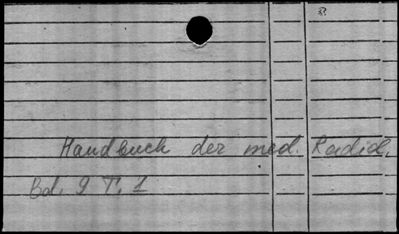 Handbuch der med. Radiol.
Bd. 9 T. 1